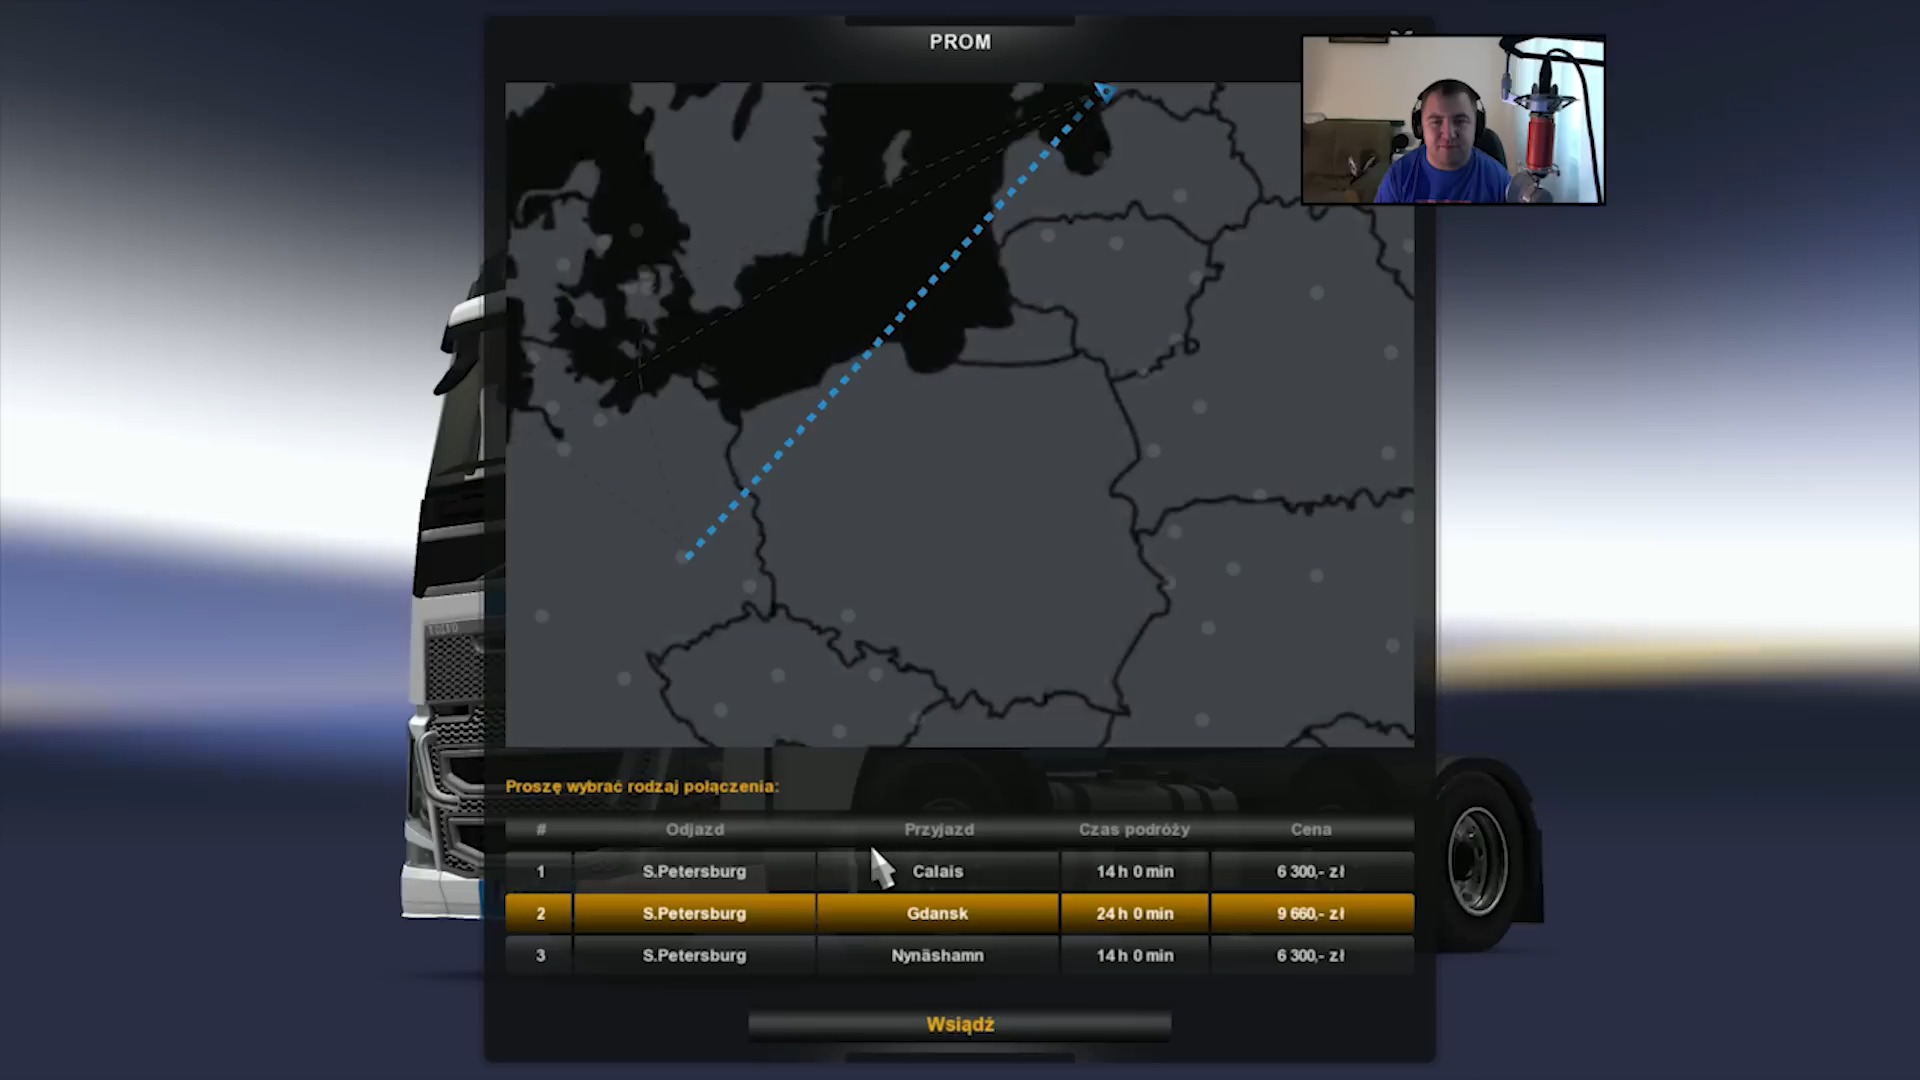 PROM
VOLVO
Proszę wybrać rodzaj połączenia:
# Odjazd Przyjazd Czas podróży Cena
1 S.Petersburg Calais 14 h 0 min 6 300,- zł
2 S.Petersburg Gdansk 24 h 0 min 9 660,- zł
3 S.Petersburg Nynäshamn 14 h 0 min 6 300,- zł
Wsiądź